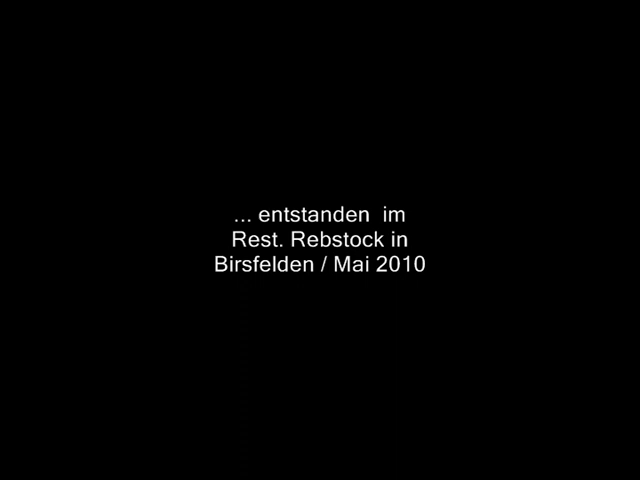 ... entstanden  im
Rest. Rebstock in
Birsfelden / Mai 2010